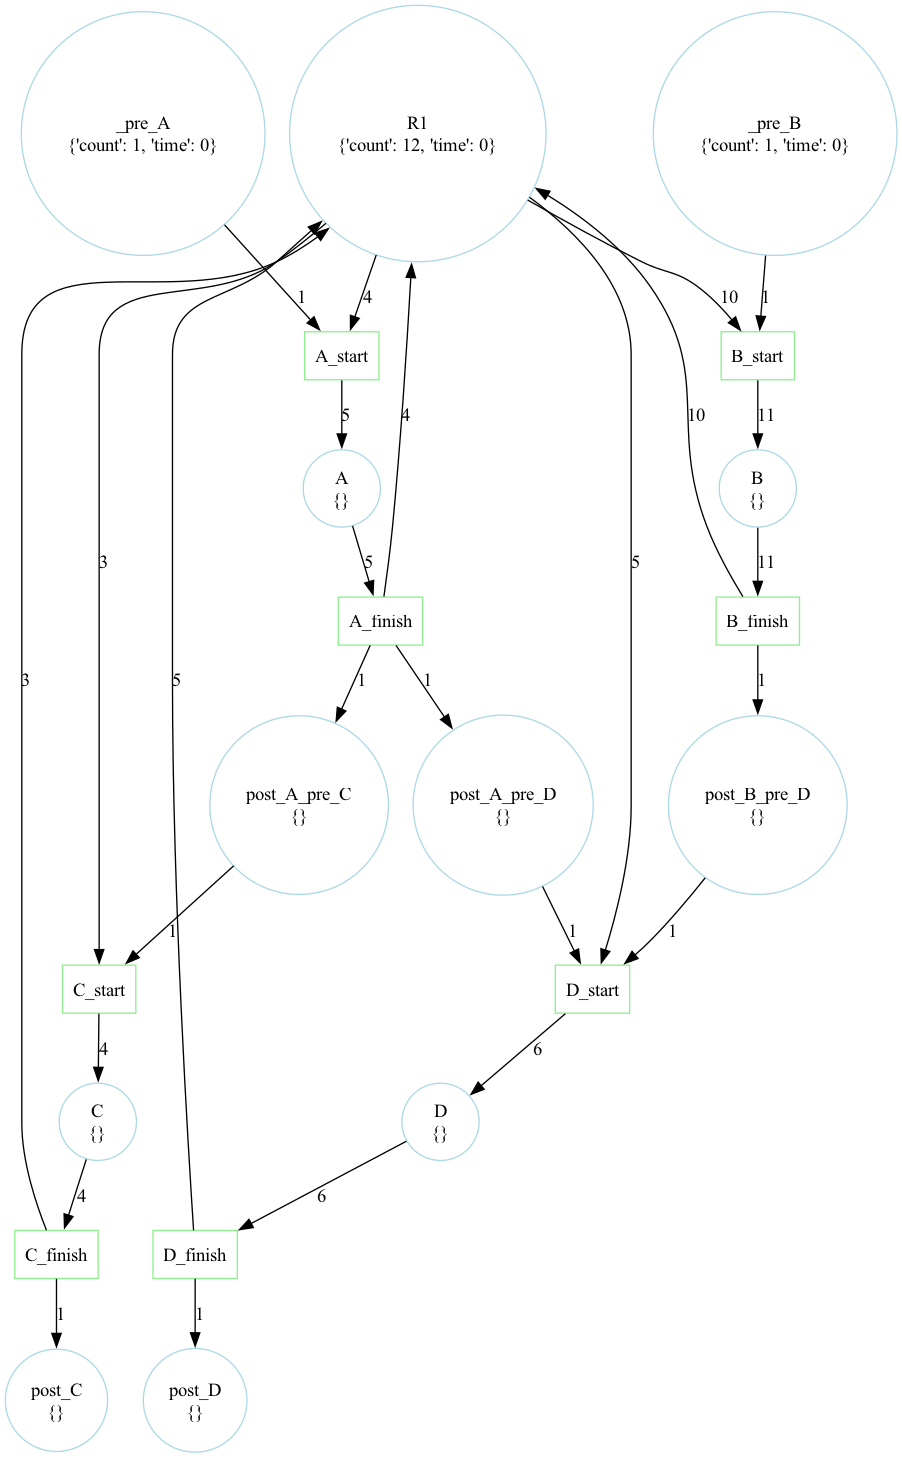 _pre_A
{'count': 1, 'time': 0}
R1
{'count': 12, 'time': 0}
_pre_B
{'count': 1, 'time': 0}
1
4
10
1
A_start
B_start
5
4
10
11
A
{}
B
{}
3
5
5
11
A_finish
B_finish
3
5
1
1
1
post_A_pre_C
{}
post_A_pre_D
{}
post_B_pre_D
{}
1
1
1
C_start
D_start
4
6
C
{}
D
{}
4
6
C_finish
D_finish
1
1
post_C
{}
post_D
{}